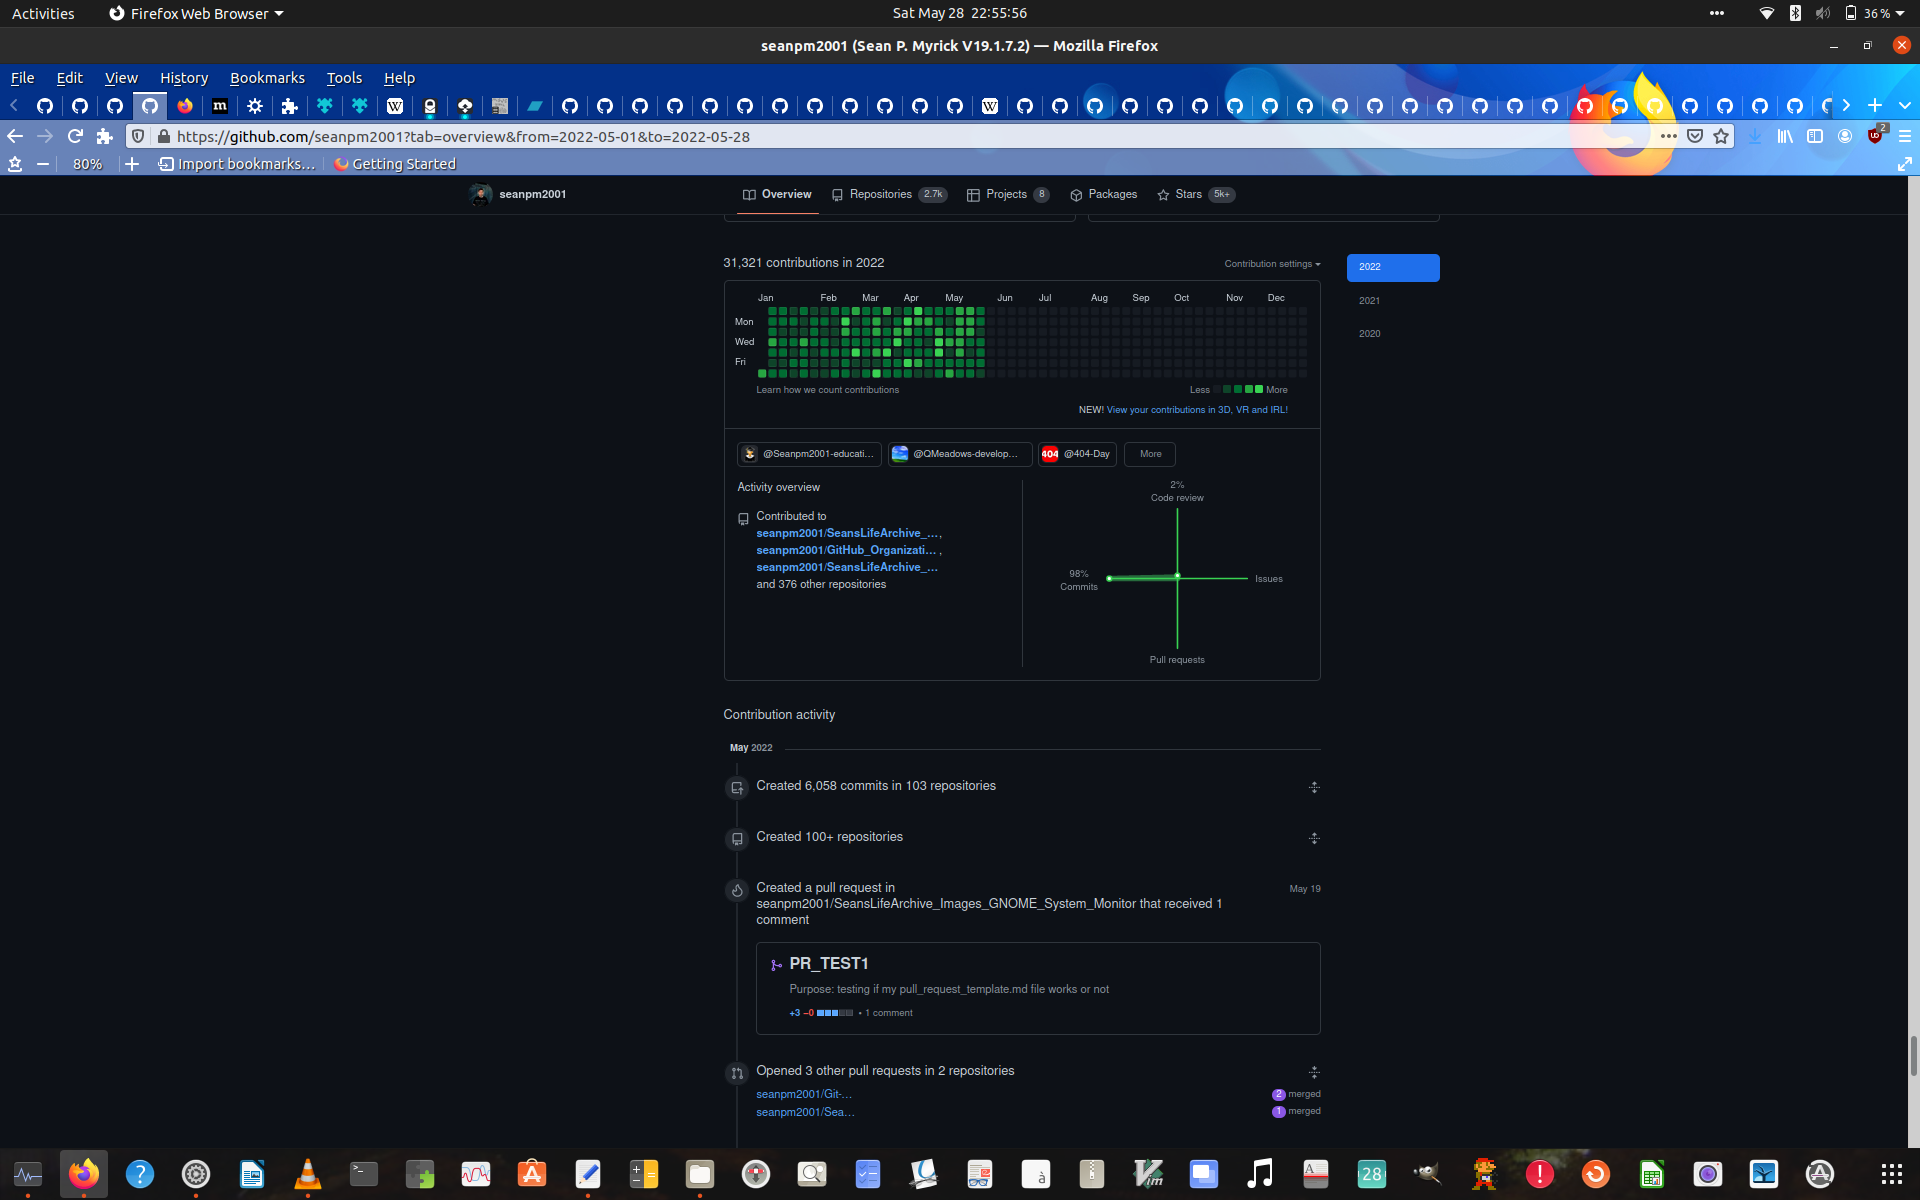 Activities
Firefox Web Browser
Sat May 28 22:55:56
36 %
seanpm2001 (Sean P. Myrick V19.1.7.2) — Mozilla Firefox
File Edit View History Bookmarks Tools Help
https://github.com/seanpm2001?tab=overview&from=2022-05-01&to=2022-05-28
2
80%
Import bookmarks...
Getting Started
seanpm2001
Overview
Repositories 2.7k
Projects 8
Packages
Stars 5k+
31,321 contributions in 2022
Contribution settings
2022
2021
2020
Jan Feb Mar Apr May Jun Jul Aug Sep Oct Nov Dec
Mon
Wed
Fri
Learn how we count contributions
Less More
NEW! View your contributions in 3D, VR and IRL!
@Seanpm2001-educati...
@QMeadows-develop...
404 @404-Day
More
Activity overview
Contributed to
seanpm2001/SeansLifeArchive_...,
seanpm2001/GitHub_Organizati... ,
seanpm2001/SeansLifeArchive_...
and 376 other repositories
2%
Code review
98%
Commits
Issues
Pull requests
Contribution activity
May 2022
Created 6,058 commits in 103 repositories
Created 100+ repositories
Created a pull request in
seanpm2001/SeansLifeArchive_Images_GNOME_System_Monitor that received 1
comment
May 19
PR_TEST1
Purpose: testing if my pull_request_template.md file works or not
+3 −0 • 1 comment
Opened 3 other pull requests in 2 repositories
seanpm2001/Git-...
2 merged
seanpm2001/Sea...
1 merged
28